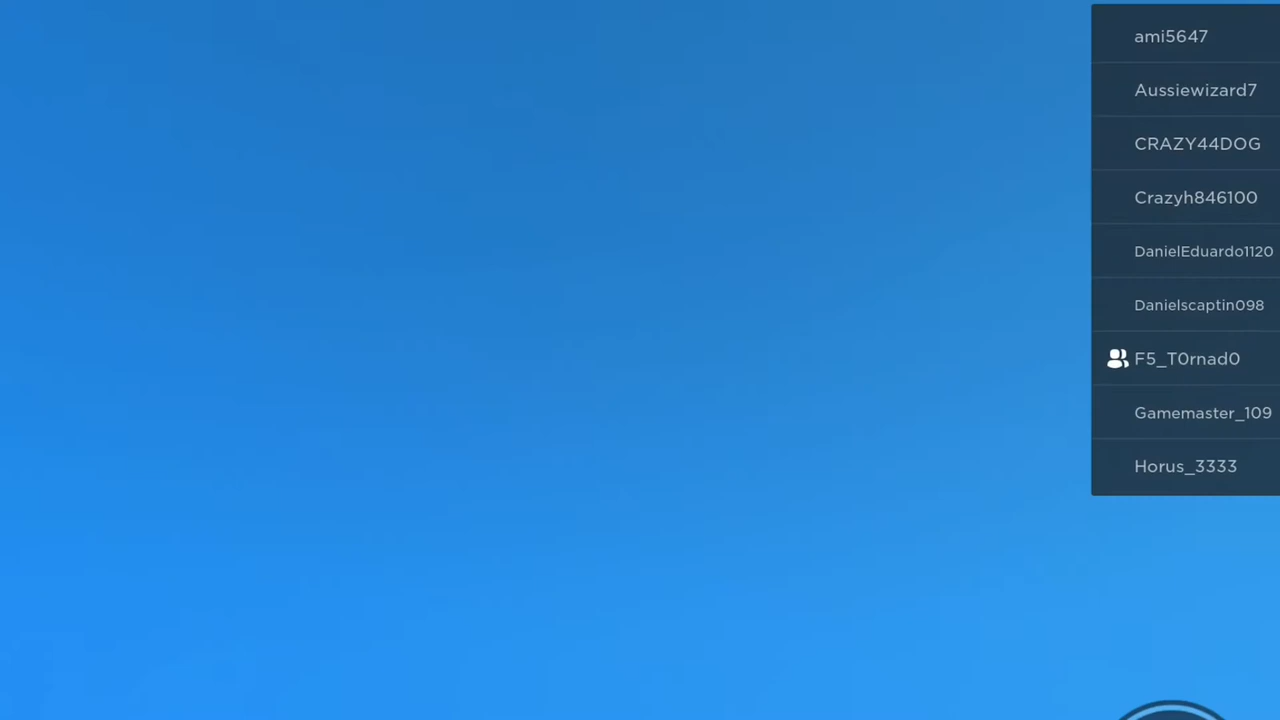 ami5647
Aussiewizard7
CRAZY44DOG
Crazyh846100
DanielEduardo1120
Danielscaptin098
F5_T0rnad0
Gamemaster_109
Horus_3333